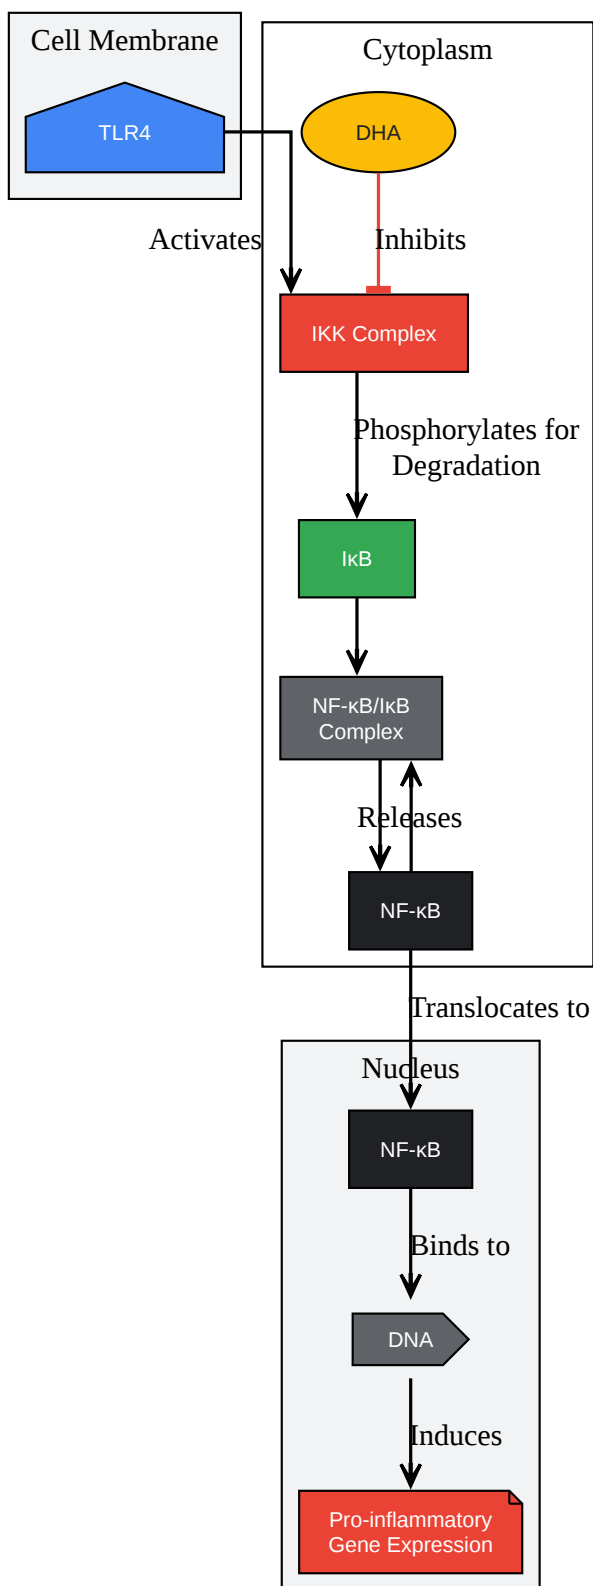 Cell Membrane
Cytoplasm
TLR4
DHA
Activates
Inhibits
IKK Complex
Phosphorylates for
Degradation
IκB
NF-κB/IκB
Complex
Releases
NF-κB
Translocates to
Nucleus
NF-κB
Binds to
DNA
Induces
Pro-inflammatory
Gene Expression